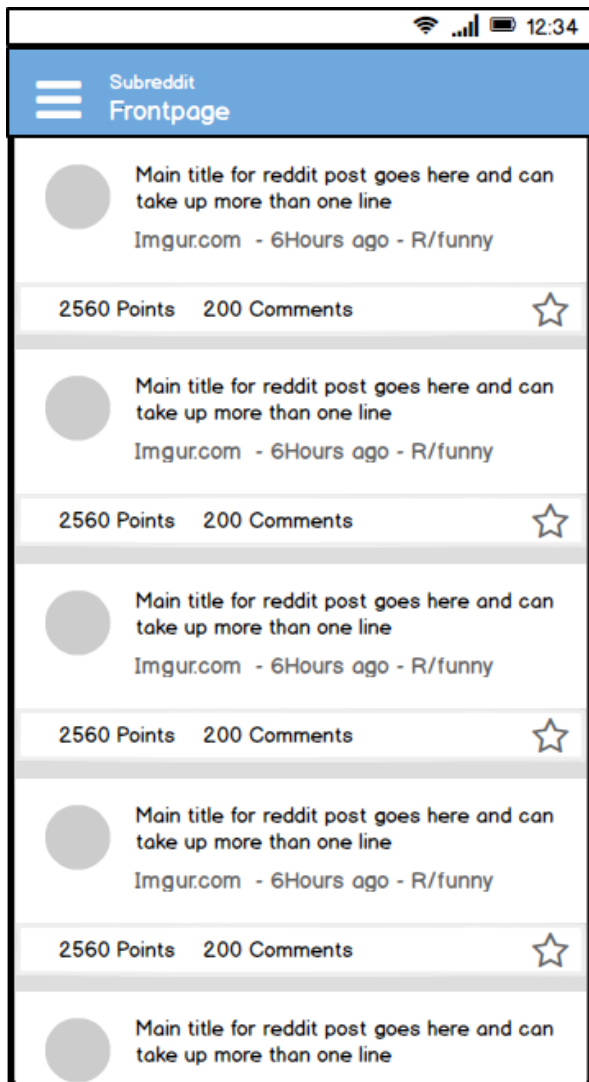 12:34
Subreddit
Frontpage
Main title for reddit post goes here and can
take up more than one line
Imgur.com - 6Hours ago - R/funny
2560 Points 200 Comments
Main title for reddit post goes here and can
take up more than one line
Imgur.com - 6Hours ago - R/funny
2560 Points 200 Comments
Main title for reddit post goes here and can
take up more than one line
Imgur.com - 6Hours ago - R/funny
2560 Points 200 Comments
Main title for reddit post goes here and can
take up more than one line
Imgur.com - 6Hours ago - R/funny
2560 Points 200 Comments
Main title for reddit post goes here and can
take up more than one line